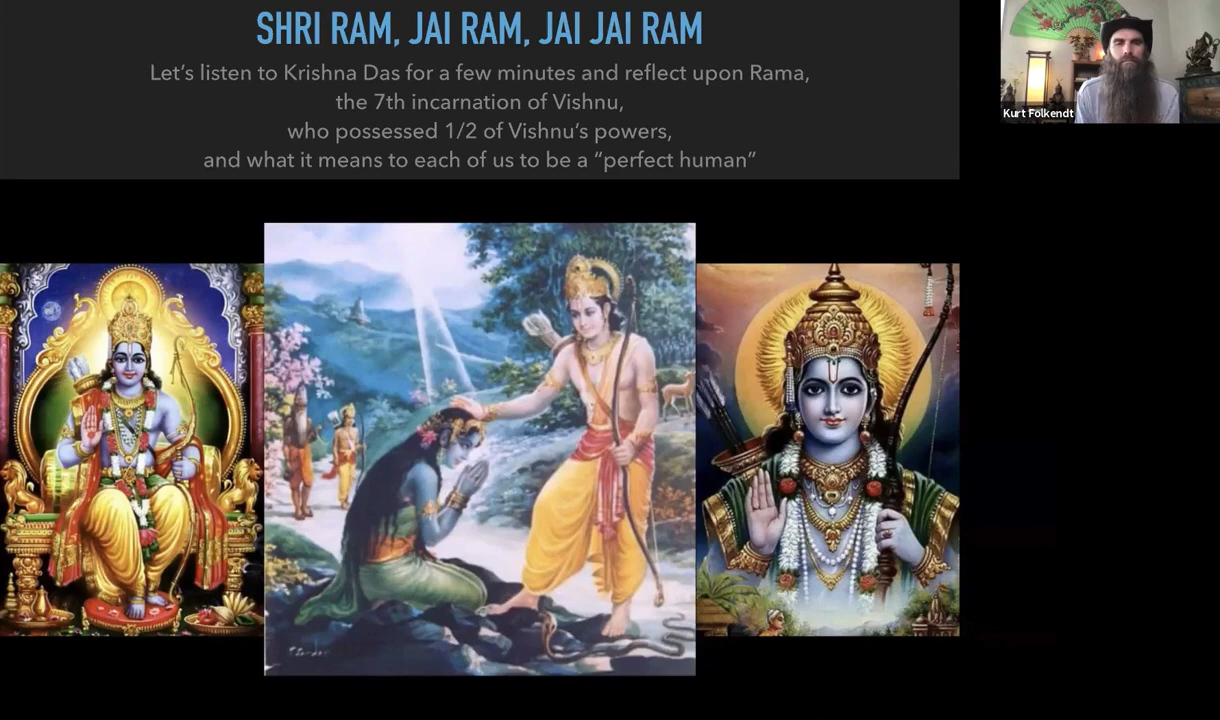 SHRI RAM, JAI RAM, JAI JAI RAM
Let’s listen to Krishna Das for a few minutes and reflect upon Rama,
the 7th incarnation of Vishnu,
who possessed 1/2 of Vishnu’s powers,
and what it means to each of us to be a “perfect human”
Kurt Folkendt